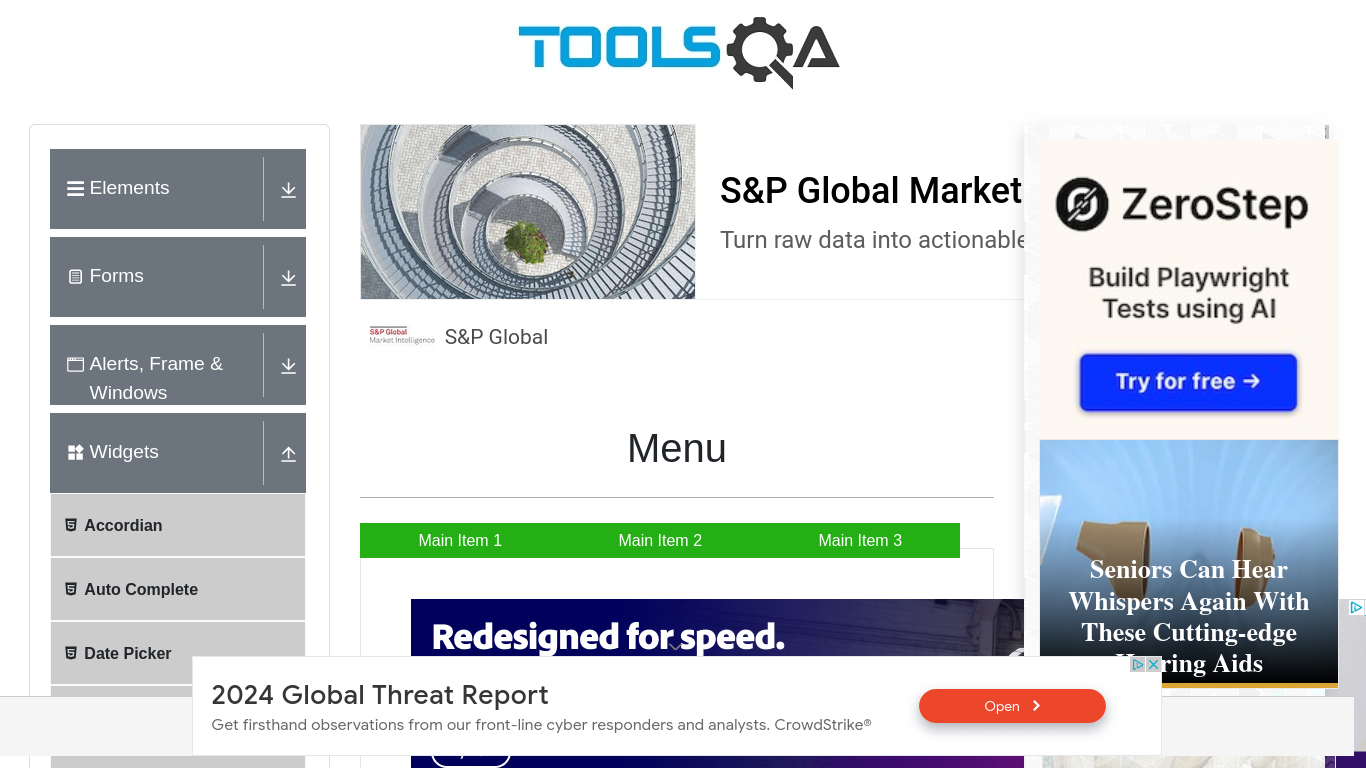 TOOLSQA
Elements
Forms
Alerts, Frame &
Windows
Widgets
Accordian
Auto Complete
Date Picker
S&P Global Market
Turn raw data into actionable
S&P Global
Market Intelligence
S&P Global
Menu
Main Item 1
Main Item 2
Main Item 3
Redesigned for speed.
ZeroStep
Build Playwright
Tests using AI
Try for free →
Seniors Can Hear
Whispers Again With
These Cutting-edge
ring Aids
2024 Global Threat Report
Get firsthand observations from our front-line cyber responders and analysts. CrowdStrike®
Open